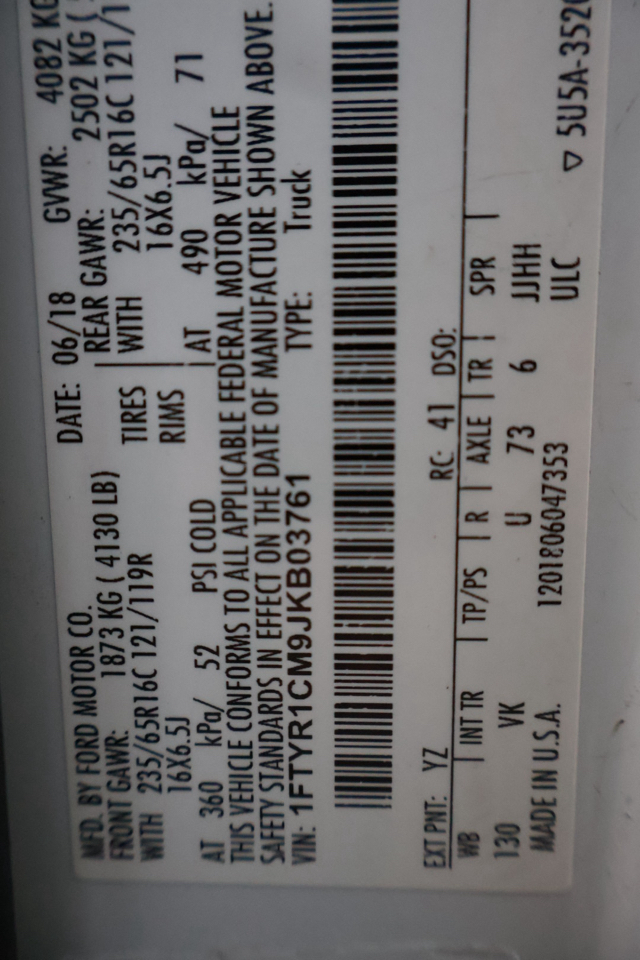 MFD. BY FORD MOTOR CO. DATE: 06/18 GVWR: 4082 KG
FRONT GAWR: 1873 KG ( 4130 LB) REAR GAWR: 2502 KG (
WITH 235/65R16C 121/119R TIRES WITH 235/65R16C 121/1
16X6.5J RIMS 16X6.5J
AT 360 kPa/ 52 PSI COLD AT 490 kPa/ 71
THIS VEHICLE CONFORMS TO ALL APPLICABLE FEDERAL MOTOR VEHICLE
SAFETY STANDARDS IN EFFECT ON THE DATE OF MANUFACTURE SHOWN ABOVE.
VIN: 1FTYR1CM9JKB03761 TYPE: Truck
EXT PNT: YZ RC: 41 DSO:
WB INT TR TP/PS R AXLE TR SPR
130 VK U 73 6 JJHH
MADE IN U.S.A. 1201806047353 ULC
▽ 5U5A-3520